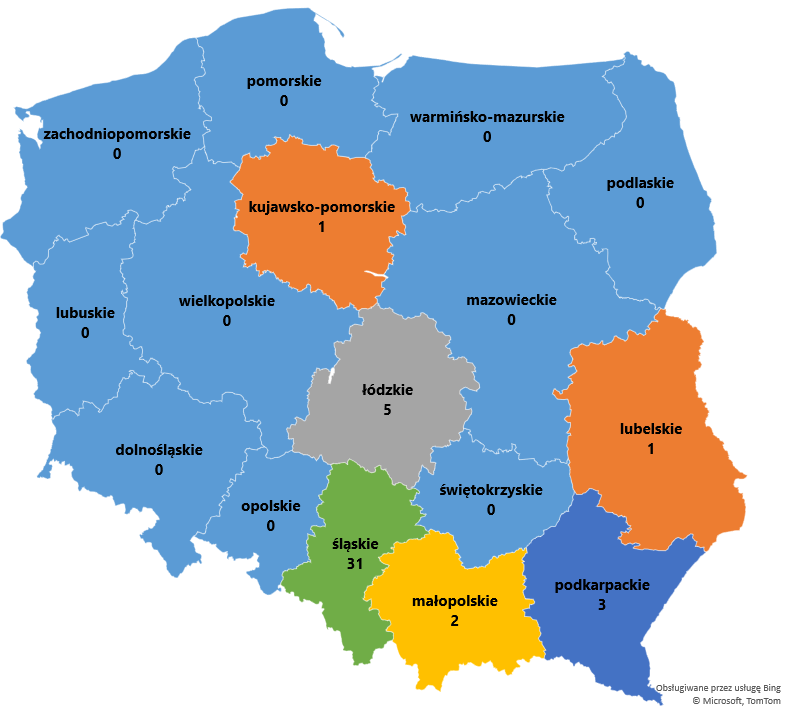 pomorskie
0
warmińsko-mazurskie
0
zachodniopomorskie
0
podlaskie
0
kujawsko-pomorskie
1
wielkopolskie
0
mazowieckie
0
lubuskie
0
łódzkie
5
lubelskie
1
dolnośląskie
0
opolskie
0
świętokrzyskie
0
śląskie
31
małopolskie
2
podkarpackie
3
Obsługiwane przez usługę Bing
© Microsoft, TomTom